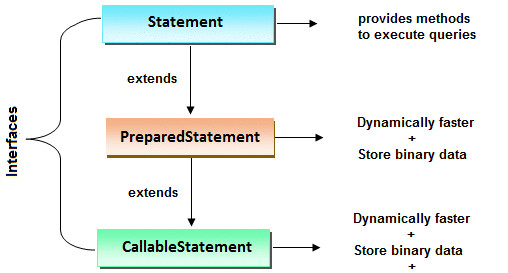 Statement
provides methods
to execute queries
extends
Interfaces
PreparedStatement
Dynamically faster
+
Store binary data
extends
CallableStatement
Dynamically faster
+
Store binary data
+